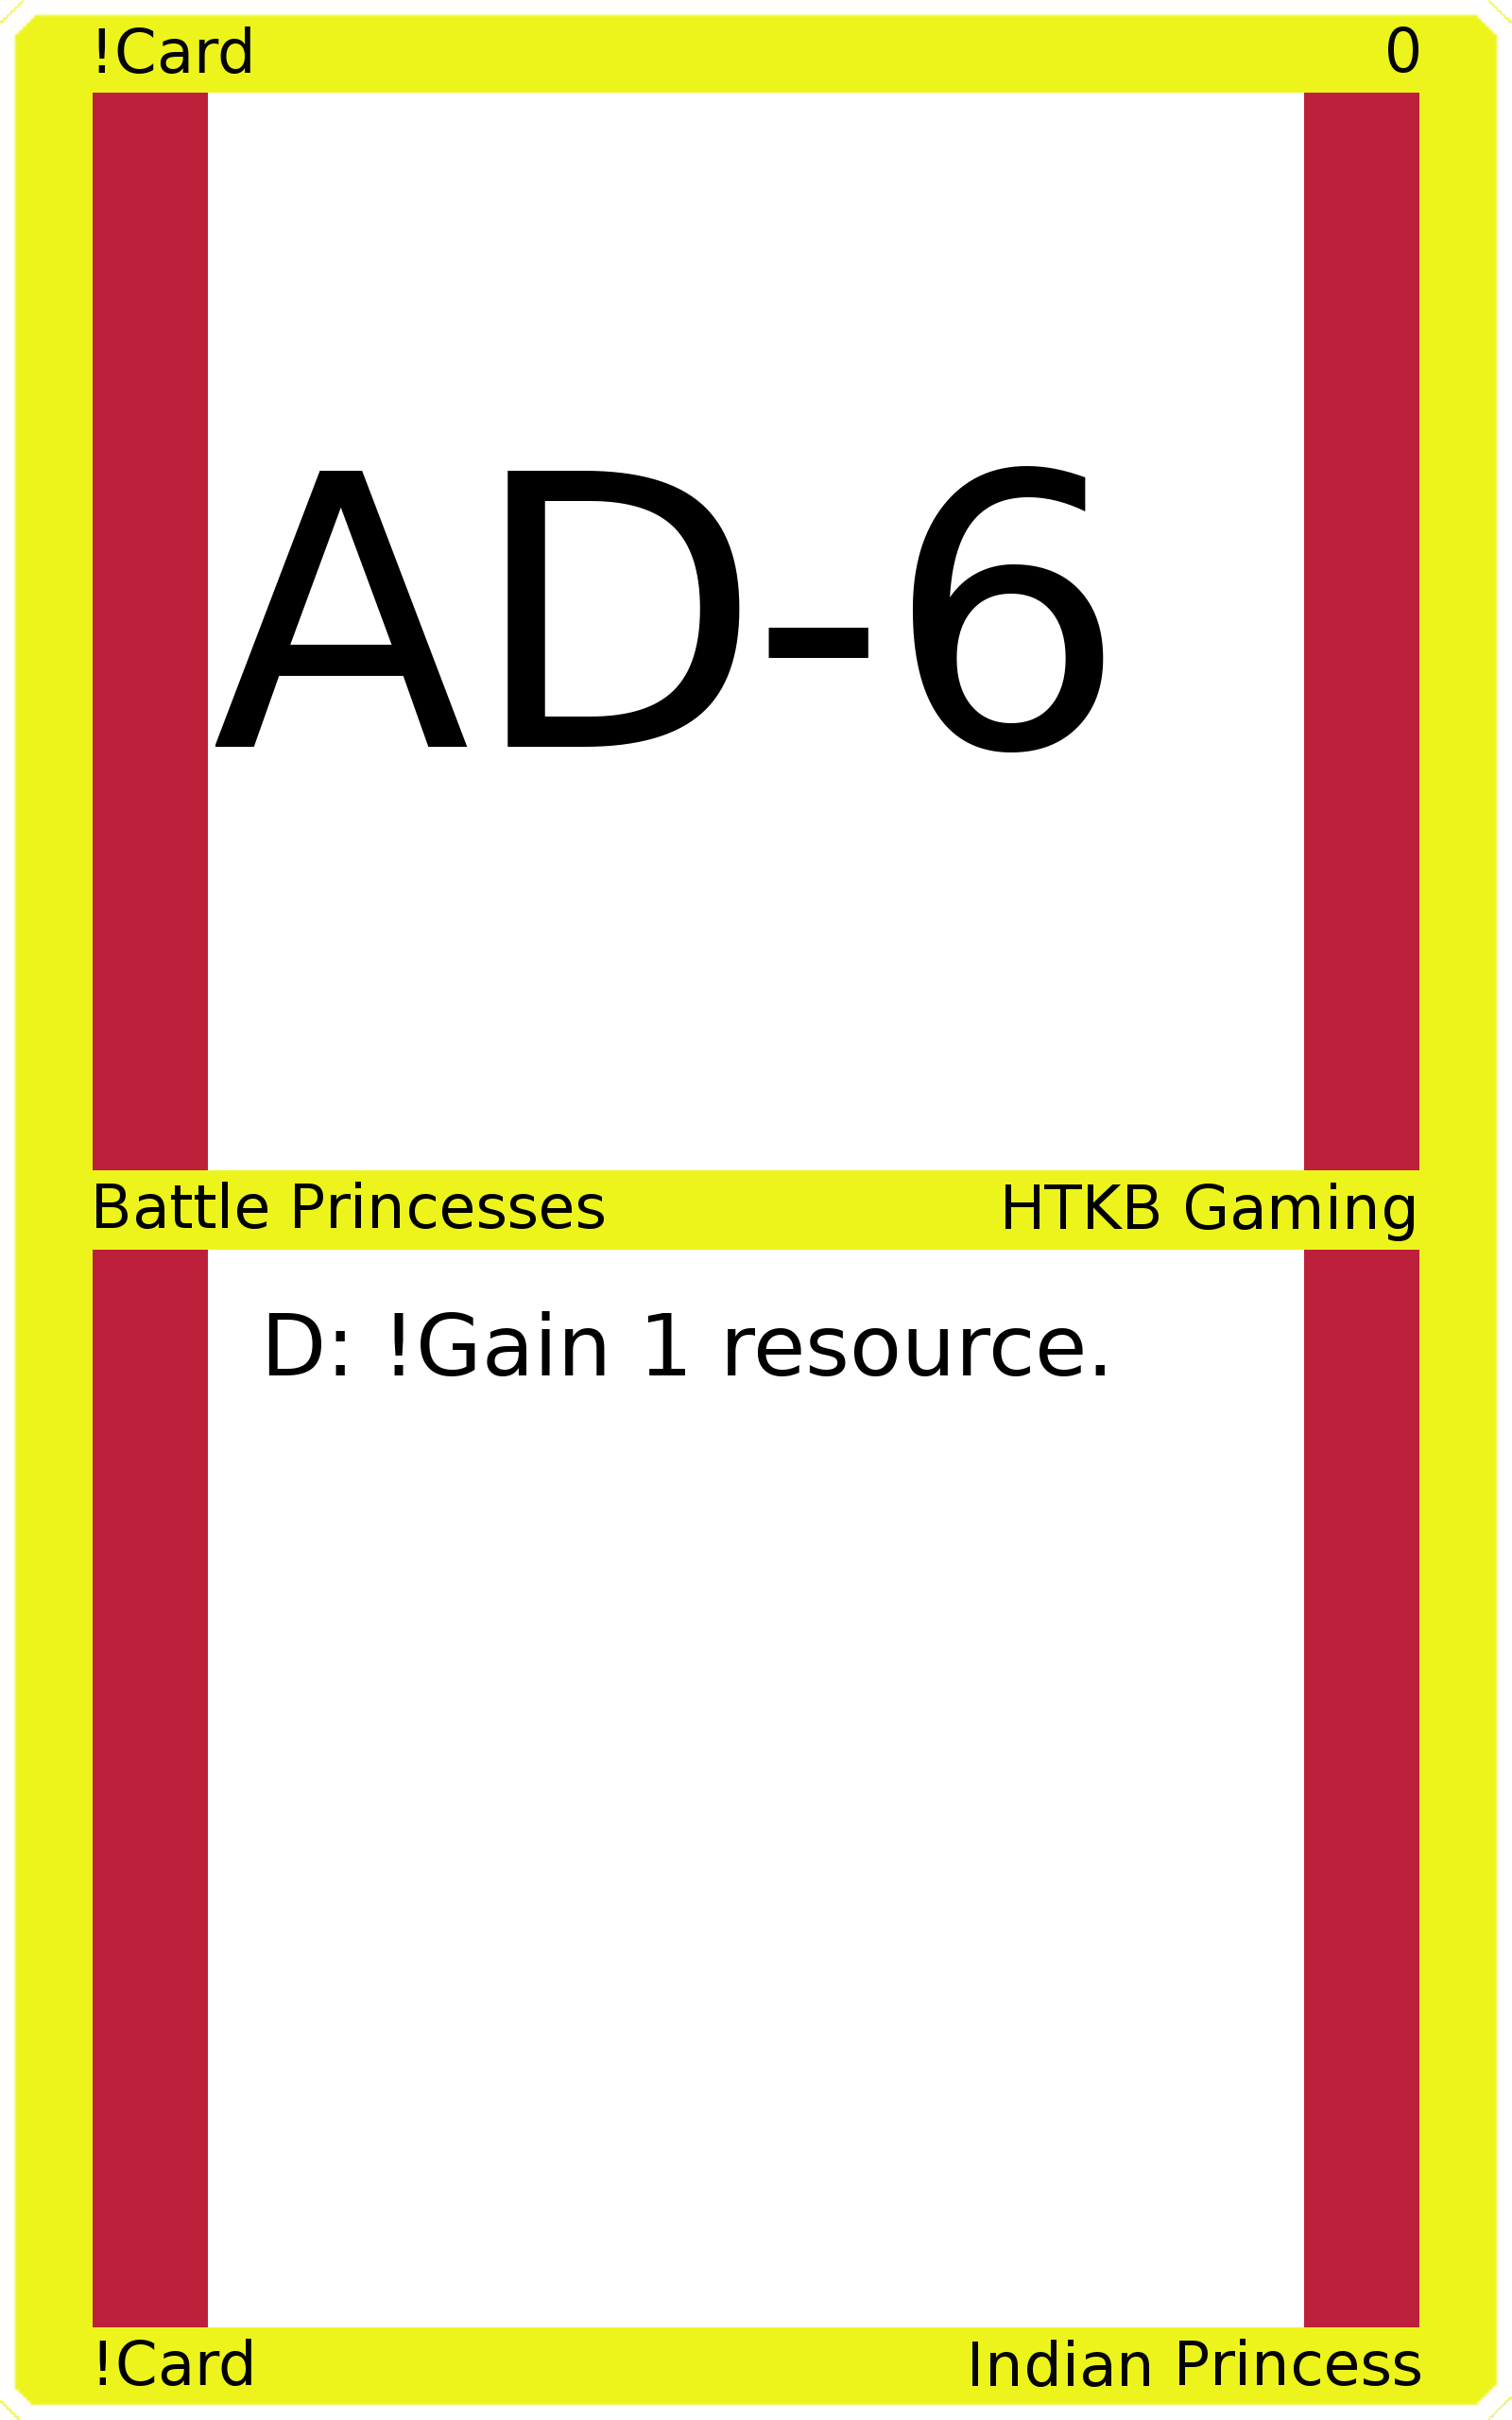 !Card 0
AD-6
Battle Princesses HTKB Gaming
D: !Gain 1 resource.
!Card Indian Princess